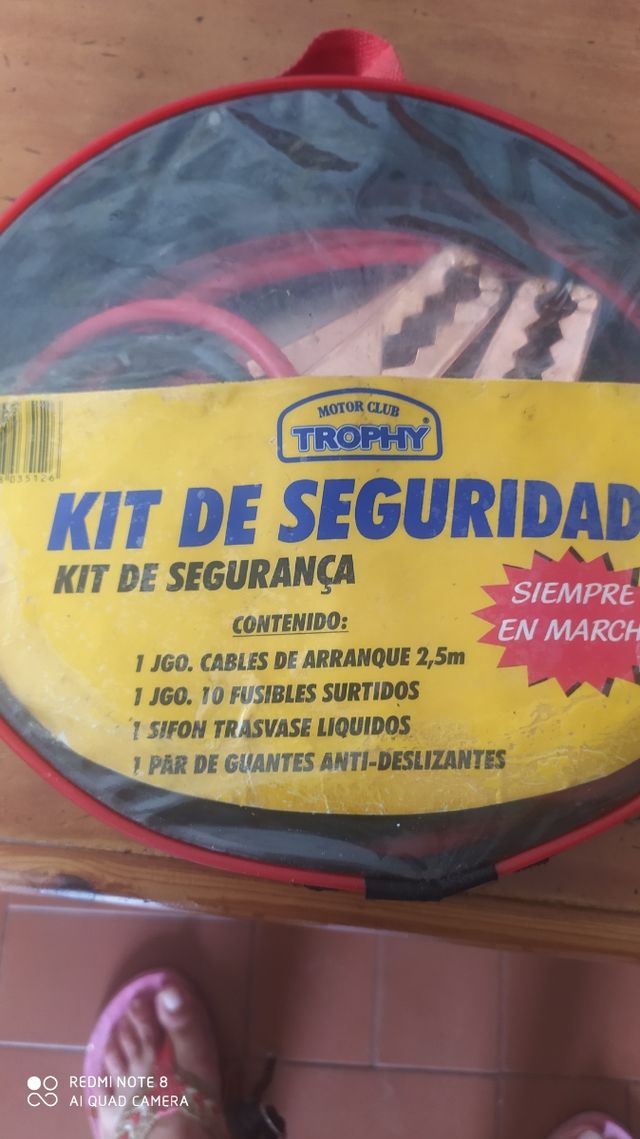 MOTOR CLUB
TROPHY®
8 035126
KIT DE SEGURIDAD
KIT DE SEGURANÇA
SIEMPRE
EN MARCH
CONTENIDO:
1 JGO. CABLES DE ARRANQUE 2,5m
1 JGO. 10 FUSIBLES SURTIDOS
1 SIFON TRASVASE LIQUIDOS
1 PAR DE GUANTES ANTI-DESLIZANTES
REDMI NOTE 8
AI QUAD CAMERA